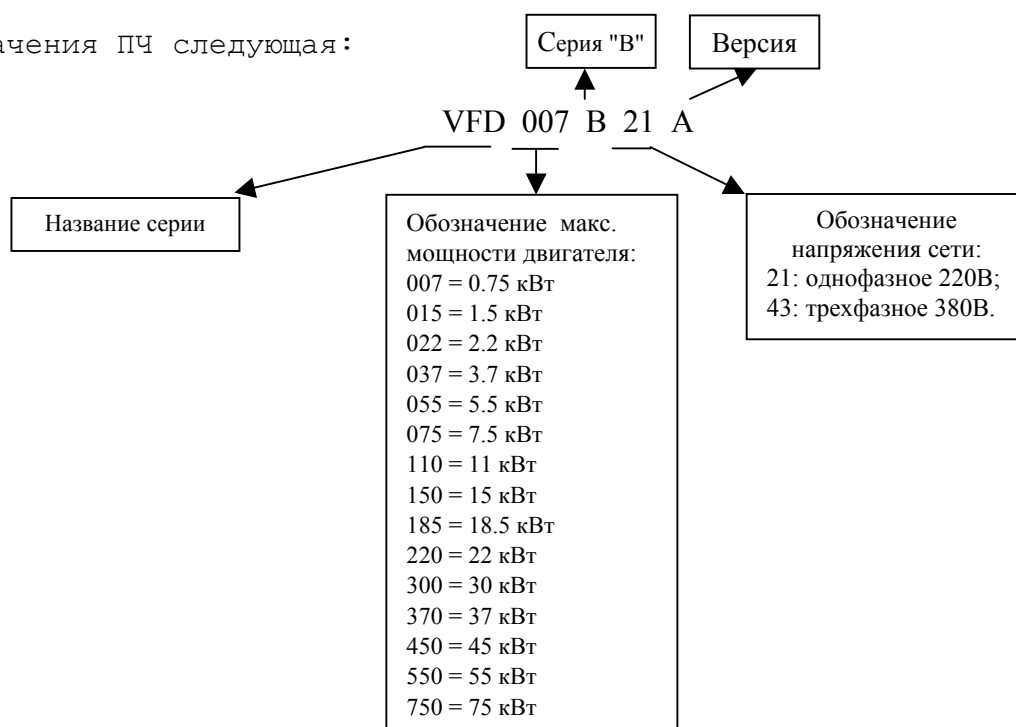 ачения ПЧ следующая:
Серия "В"
Версия
VFD 007 B 21 A
Название серии
Обозначение макс.
мощности двигателя:
007 = 0.75 кВт
015 = 1.5 кВт
022 = 2.2 кВт
037 = 3.7 кВт
055 = 5.5 кВт
075 = 7.5 кВт
110 = 11 кВт
150 = 15 кВт
185 = 18.5 кВт
220 = 22 кВт
300 = 30 кВт
370 = 37 кВт
450 = 45 кВт
550 = 55 кВт
750 = 75 кВт
Обозначение
напряжения сети:
21: однофазное 220В;
43: трехфазное 380В.